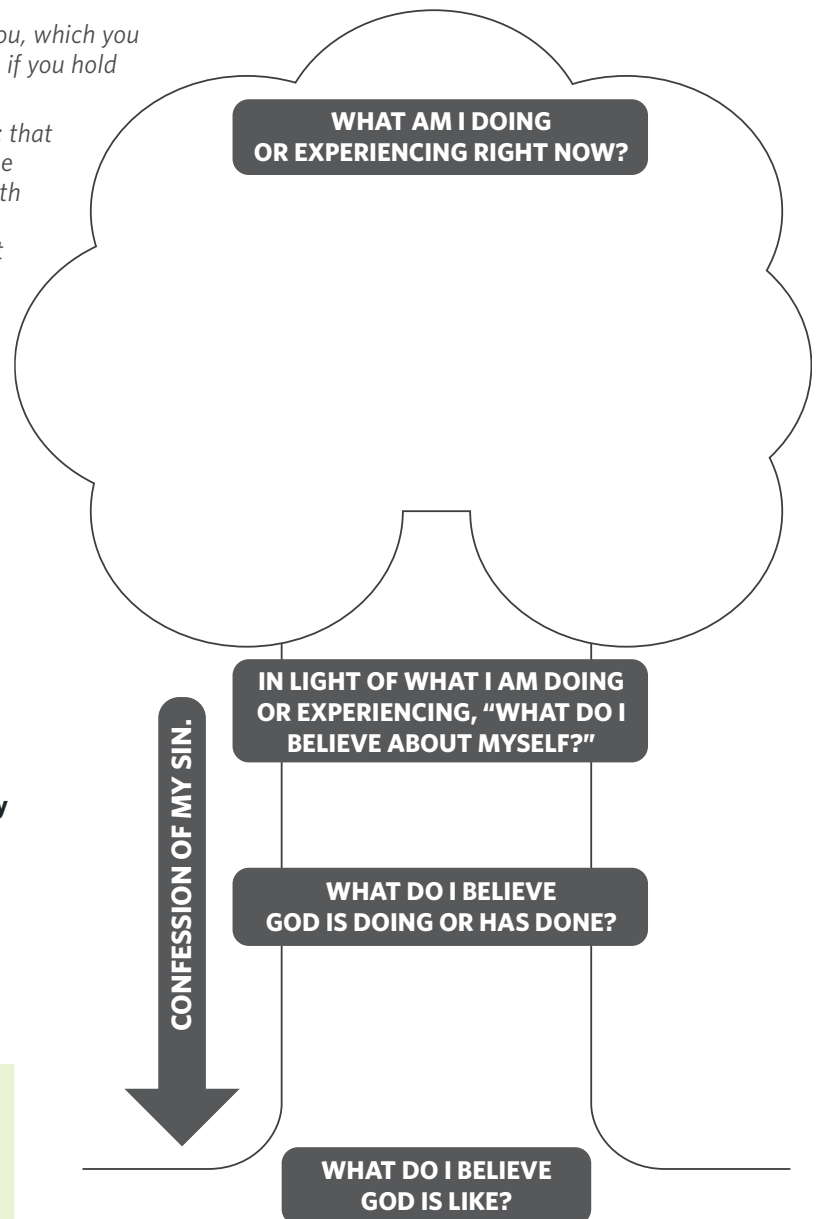 ou, which you
if you hold
that
e
th
t
WHAT AM I DOING
OR EXPERIENCING RIGHT NOW?
IN LIGHT OF WHAT I AM DOING
OR EXPERIENCING, “WHAT DO I
BELIEVE ABOUT MYSELF?”
CONFESSION OF MY SIN.
y
WHAT DO I BELIEVE
GOD IS DOING OR HAS DONE?
WHAT DO I BELIEVE
GOD IS LIKE?